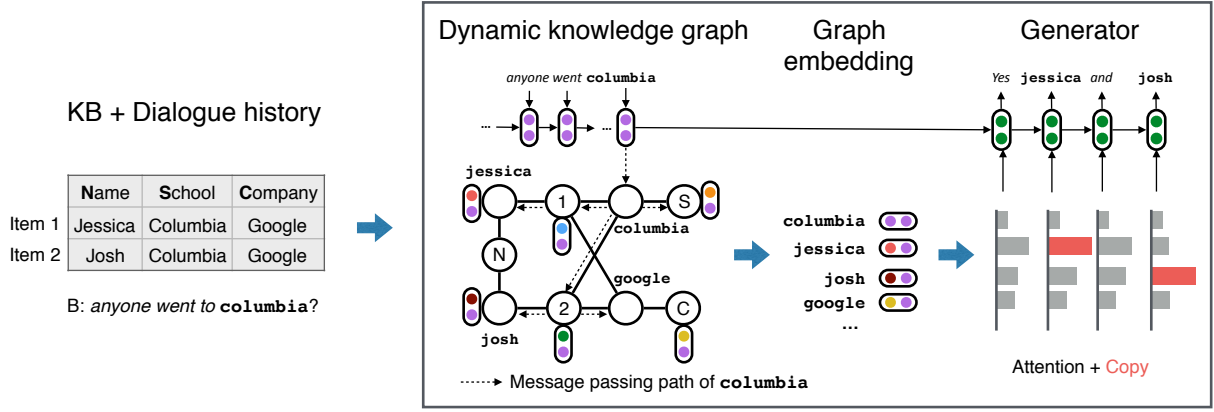 KB + Dialogue history
Name School Company
Item 1 Jessica Columbia Google
Item 2 Josh Columbia Google
B: anyone went to columbia?
Dynamic knowledge graph
anyone went columbia
... ...
jessica
1
S
columbia
N
google
2
C
josh
Message passing path of columbia
Graph
embedding
columbia
jessica
josh
google
...
Generator
Yes jessica and josh
Attention + Copy